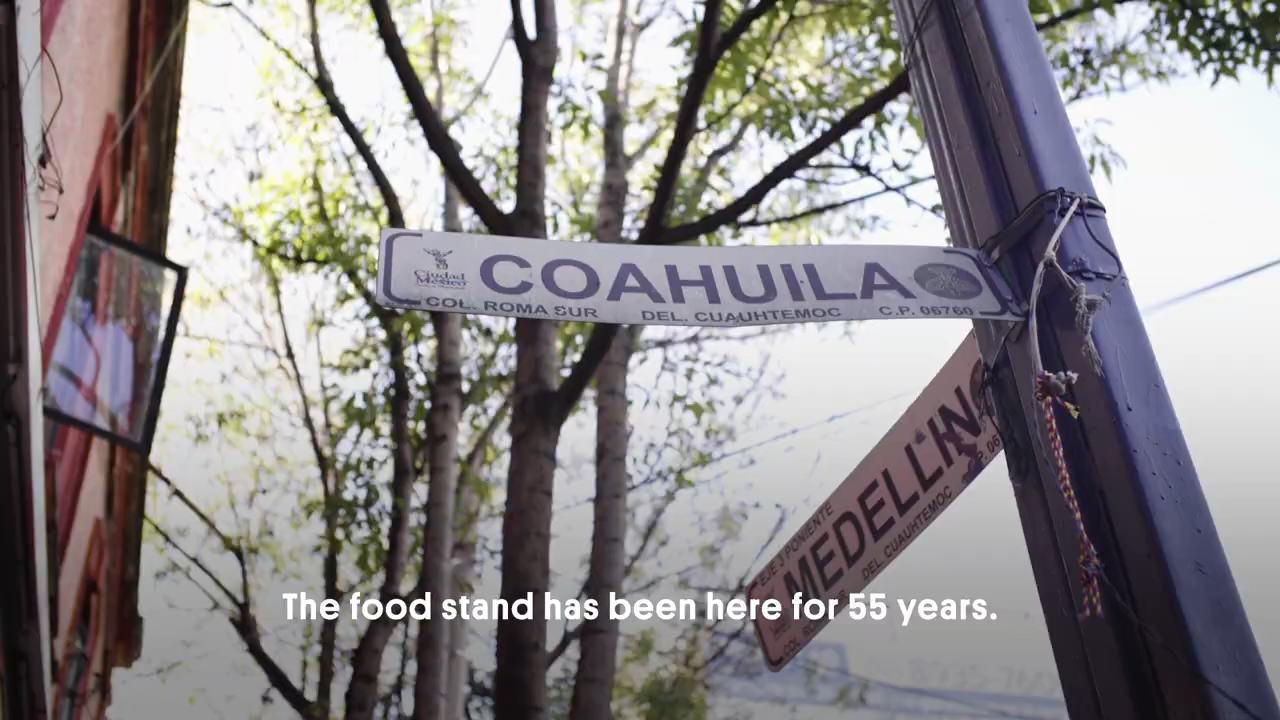 Ciudad
México
COAHUILA
COL. ROMA SUR DEL. CUAUHTEMOC C.P. 06760
EJE 3 PONIENTE
MEDELLIN
DEL. CUAUHTEMOC
The food stand has been here for 55 years.